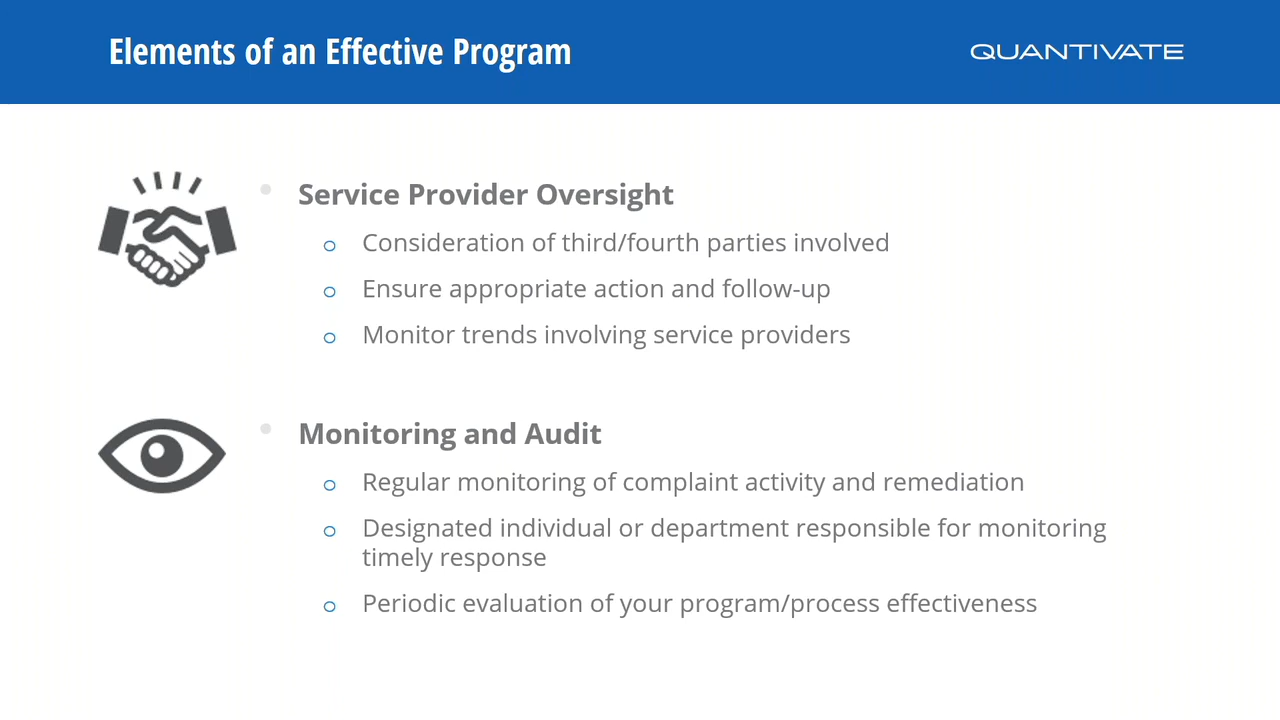 Elements of an Effective Program
QUANTIVATE
Service Provider Oversight
Consideration of third/fourth parties involved
Ensure appropriate action and follow-up
Monitor trends involving service providers
Monitoring and Audit
Regular monitoring of complaint activity and remediation
Designated individual or department responsible for monitoring
timely response
Periodic evaluation of your program/process effectiveness